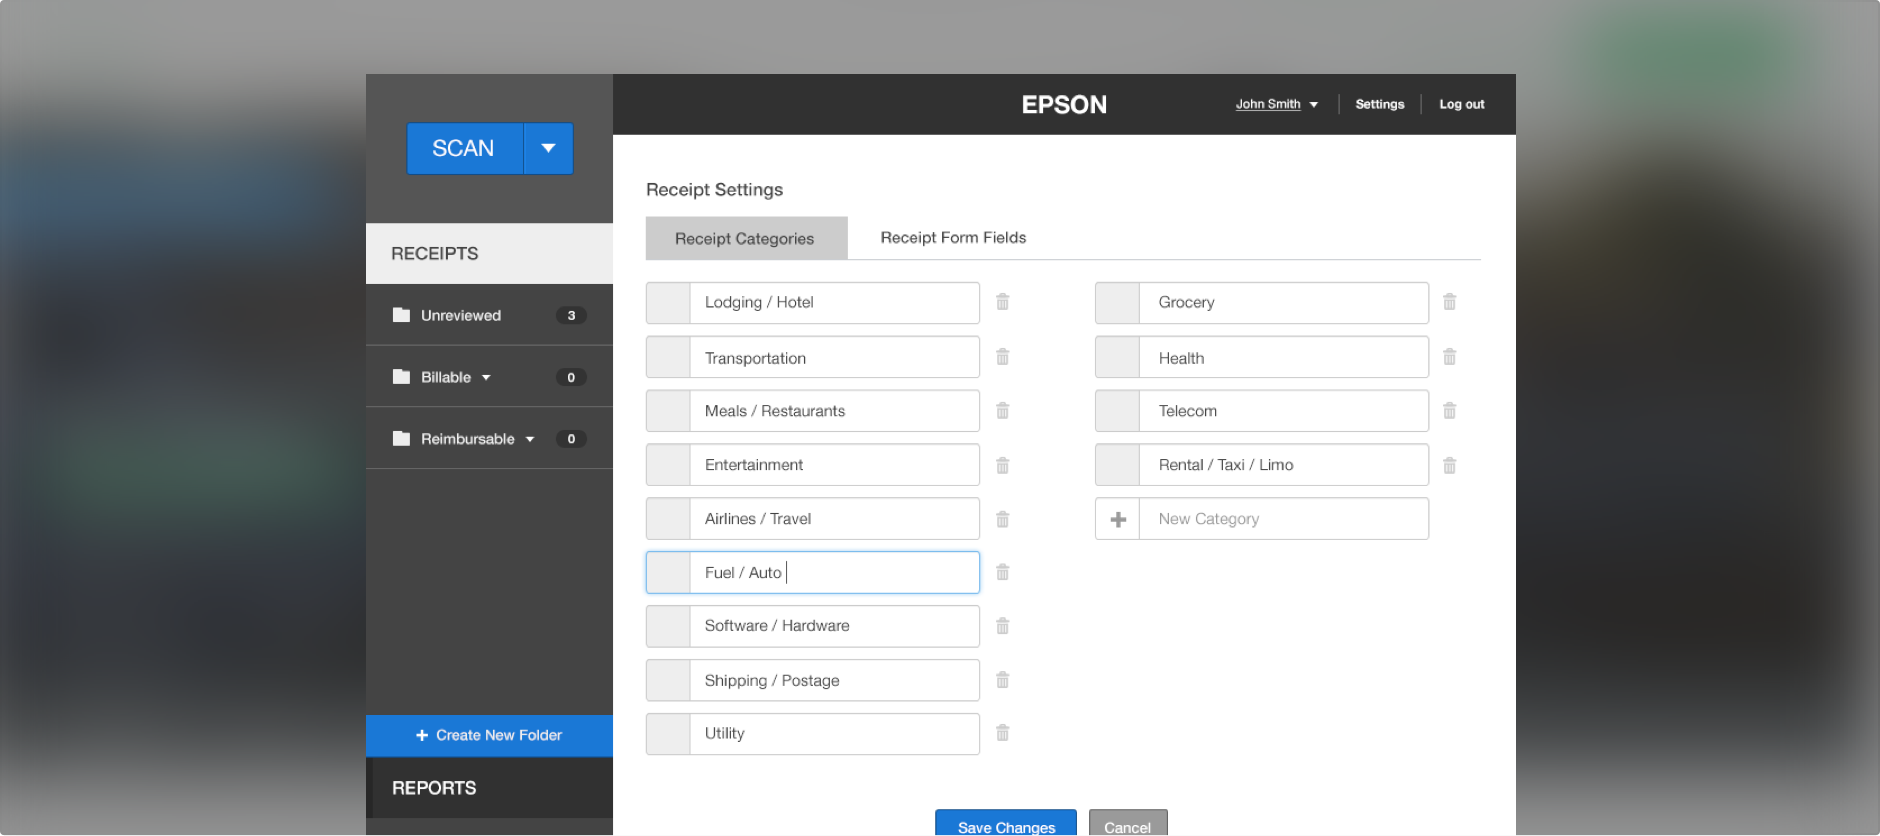 EPSON
John Smith
Settings
Log out
SCAN
RECEIPTS
Unreviewed 3
Billable 0
Reimbursable 0
+ Create New Folder
REPORTS
Receipt Settings
Receipt Categories
Receipt Form Fields
Lodging / Hotel
Transportation
Meals / Restaurants
Entertainment
Airlines / Travel
Fuel / Auto
Software / Hardware
Shipping / Postage
Utility
Grocery
Health
Telecom
Rental / Taxi / Limo
New Category
Save Changes
Cancel